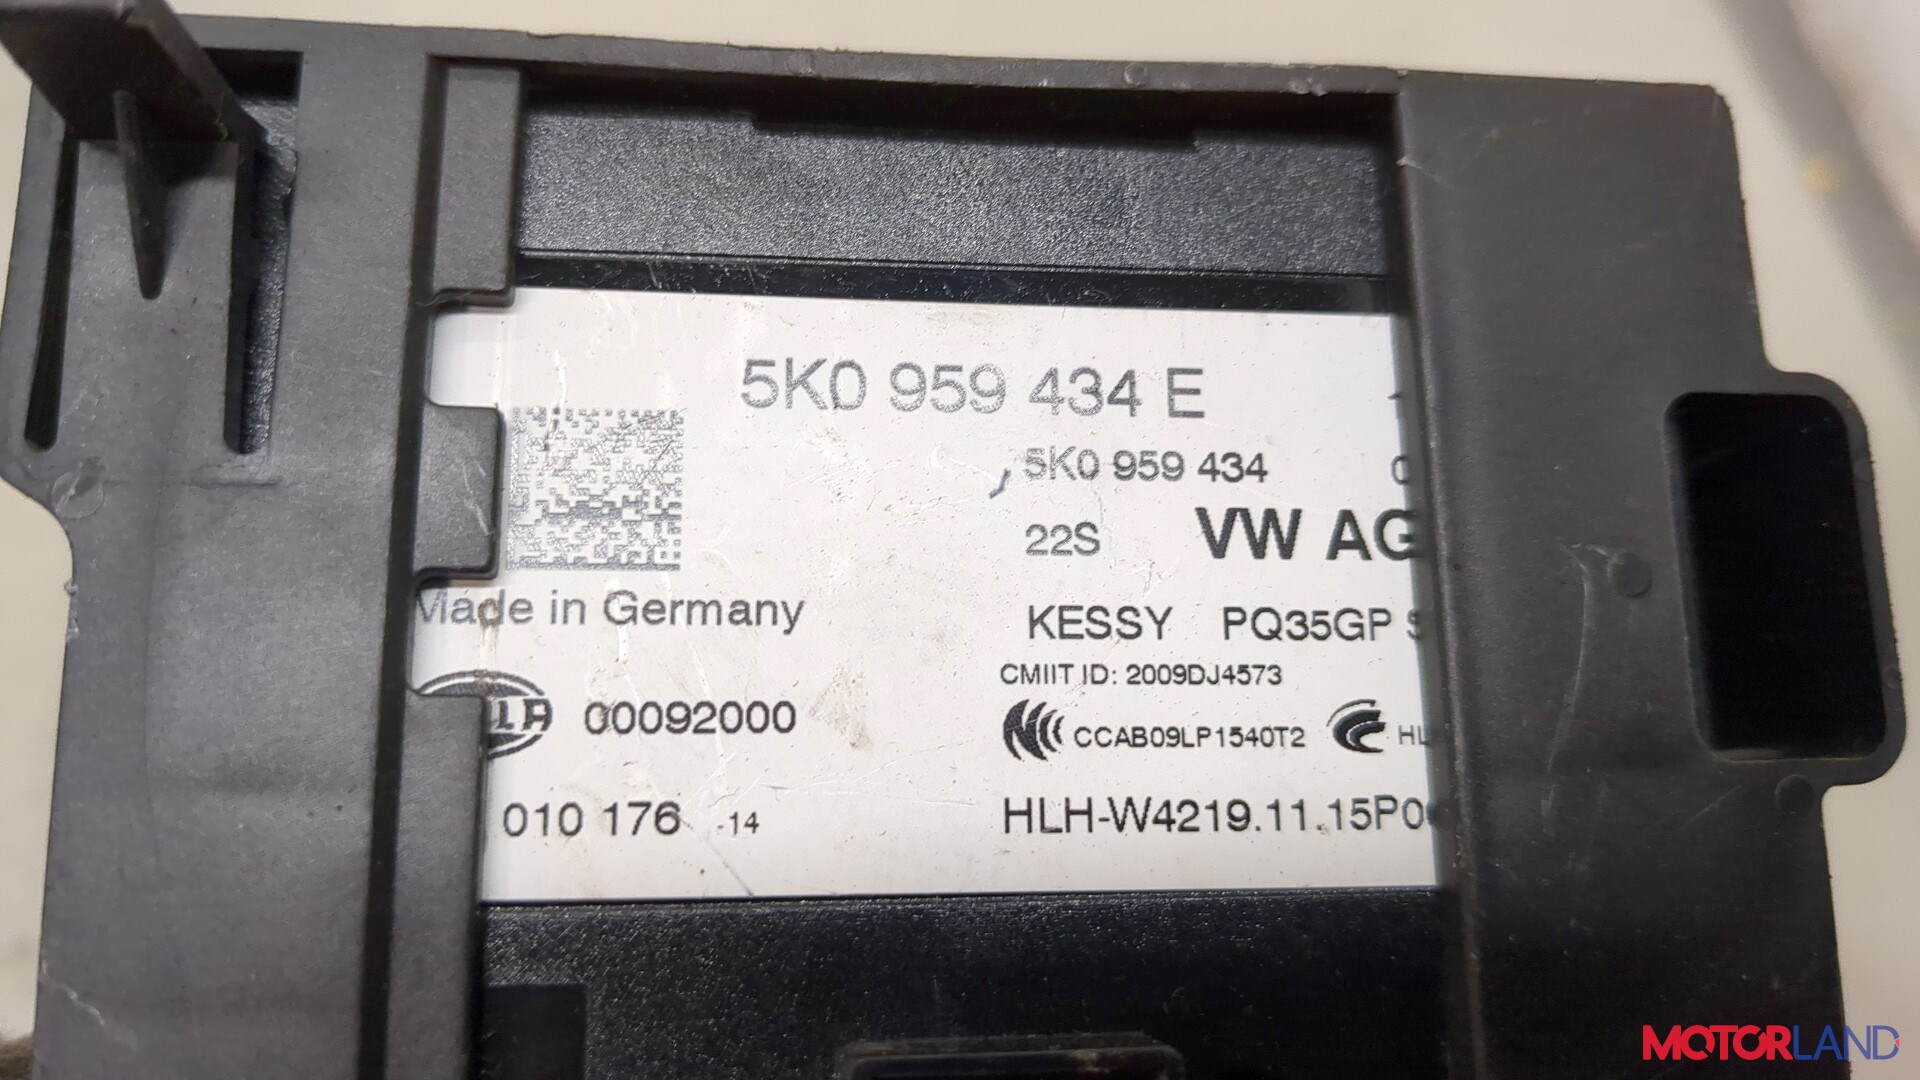 5K0 959 434 E
5K0 959 434
22S VW AG
Made in Germany
KESSY PQ35GP
CMIIT ID: 2009DJ4573
00092000
CCAB09LP1540T2
010 176 -14
HLH-W4219.11.15P0
MOTORLAND